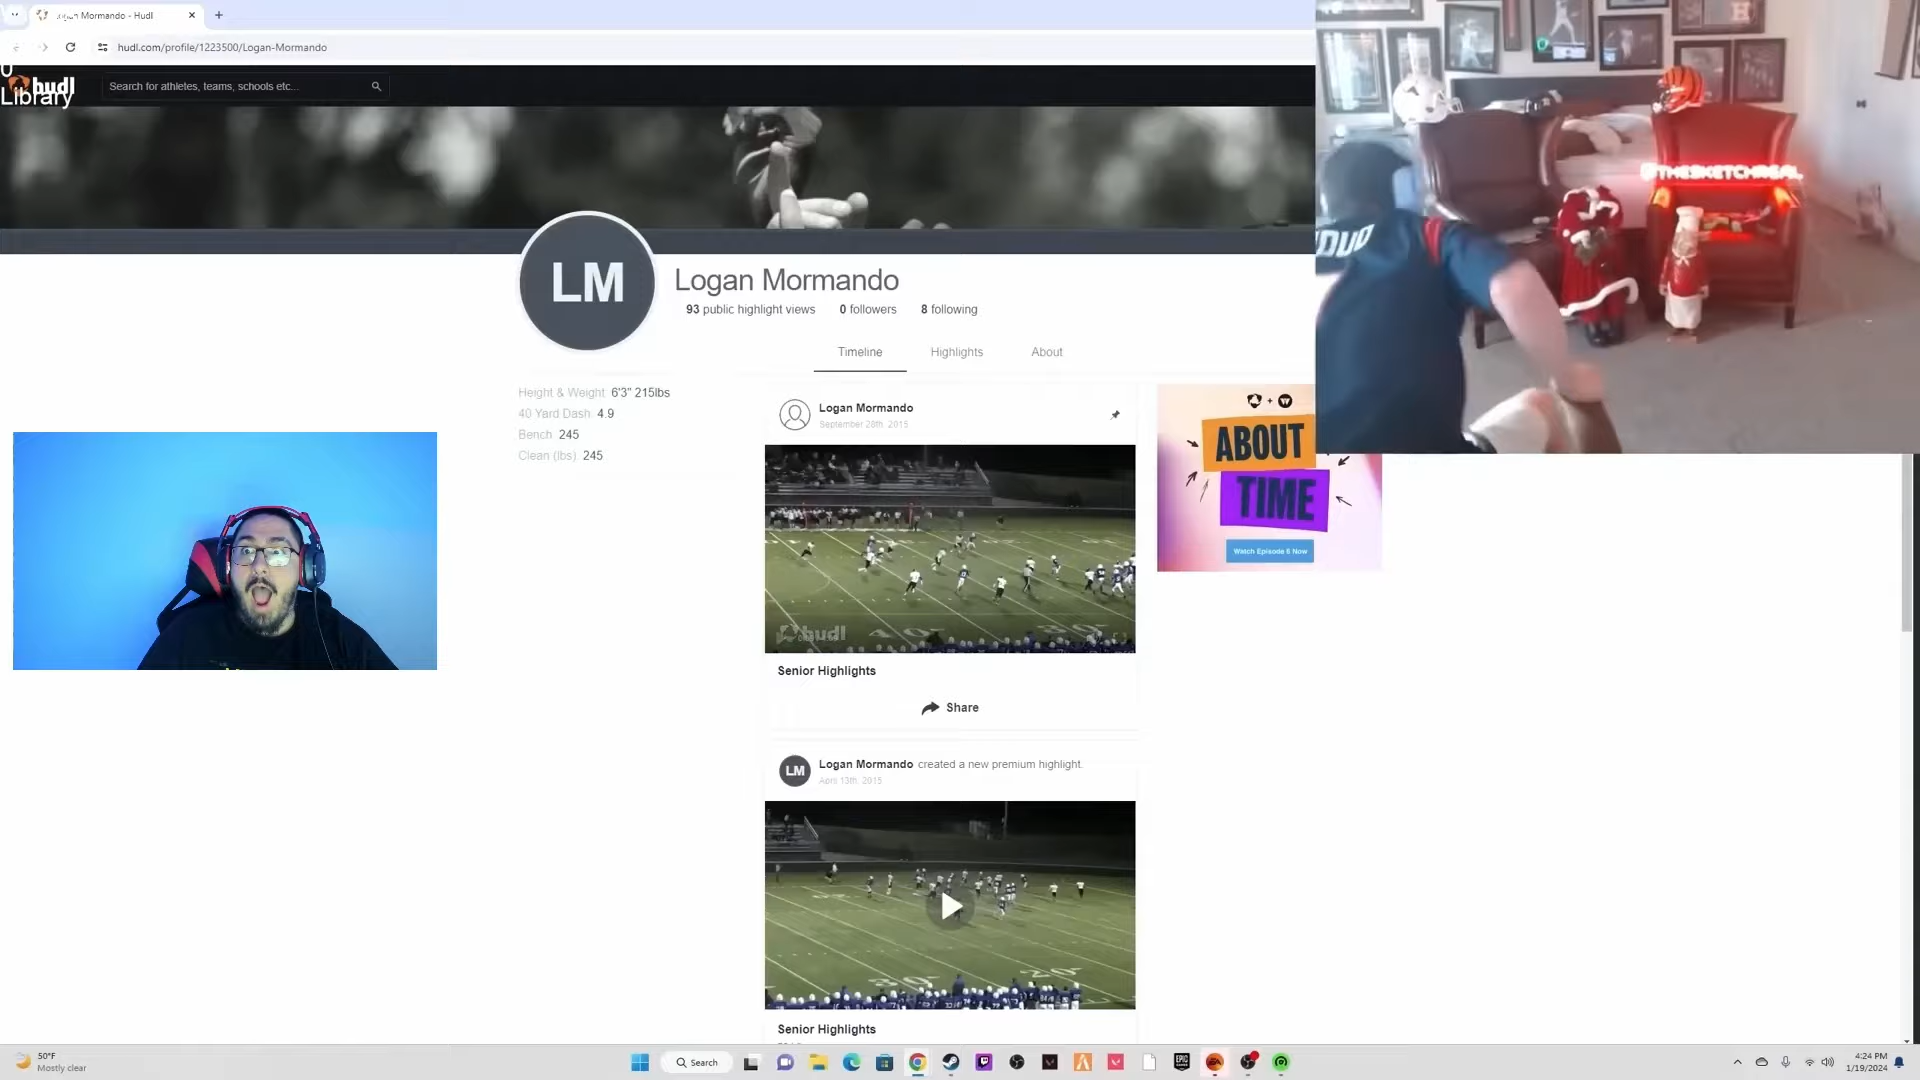 Logan Mormando - Hudl
hudl.com/profile/1223500/Logan-Mormando
hudl
Library
Search for athletes, teams, schools etc...
@THESKETCHREAL
LM
Logan Mormando
93 public highlight views 0 followers 8 following
Timeline Highlights About
Height & Weight 6'3" 215lbs
40 Yard Dash 4.9
Bench 245
Clean (lbs) 245
Logan Mormando
September 28th, 2015
ABOUT
TIME
Watch Episode 6 Now
hudl
Senior Highlights
Share
LM
Logan Mormando created a new premium highlight.
April 13th, 2015
Senior Highlights
50°F
Mostly clear
Search
EPIC
EA
4:24 PM
1/19/2024